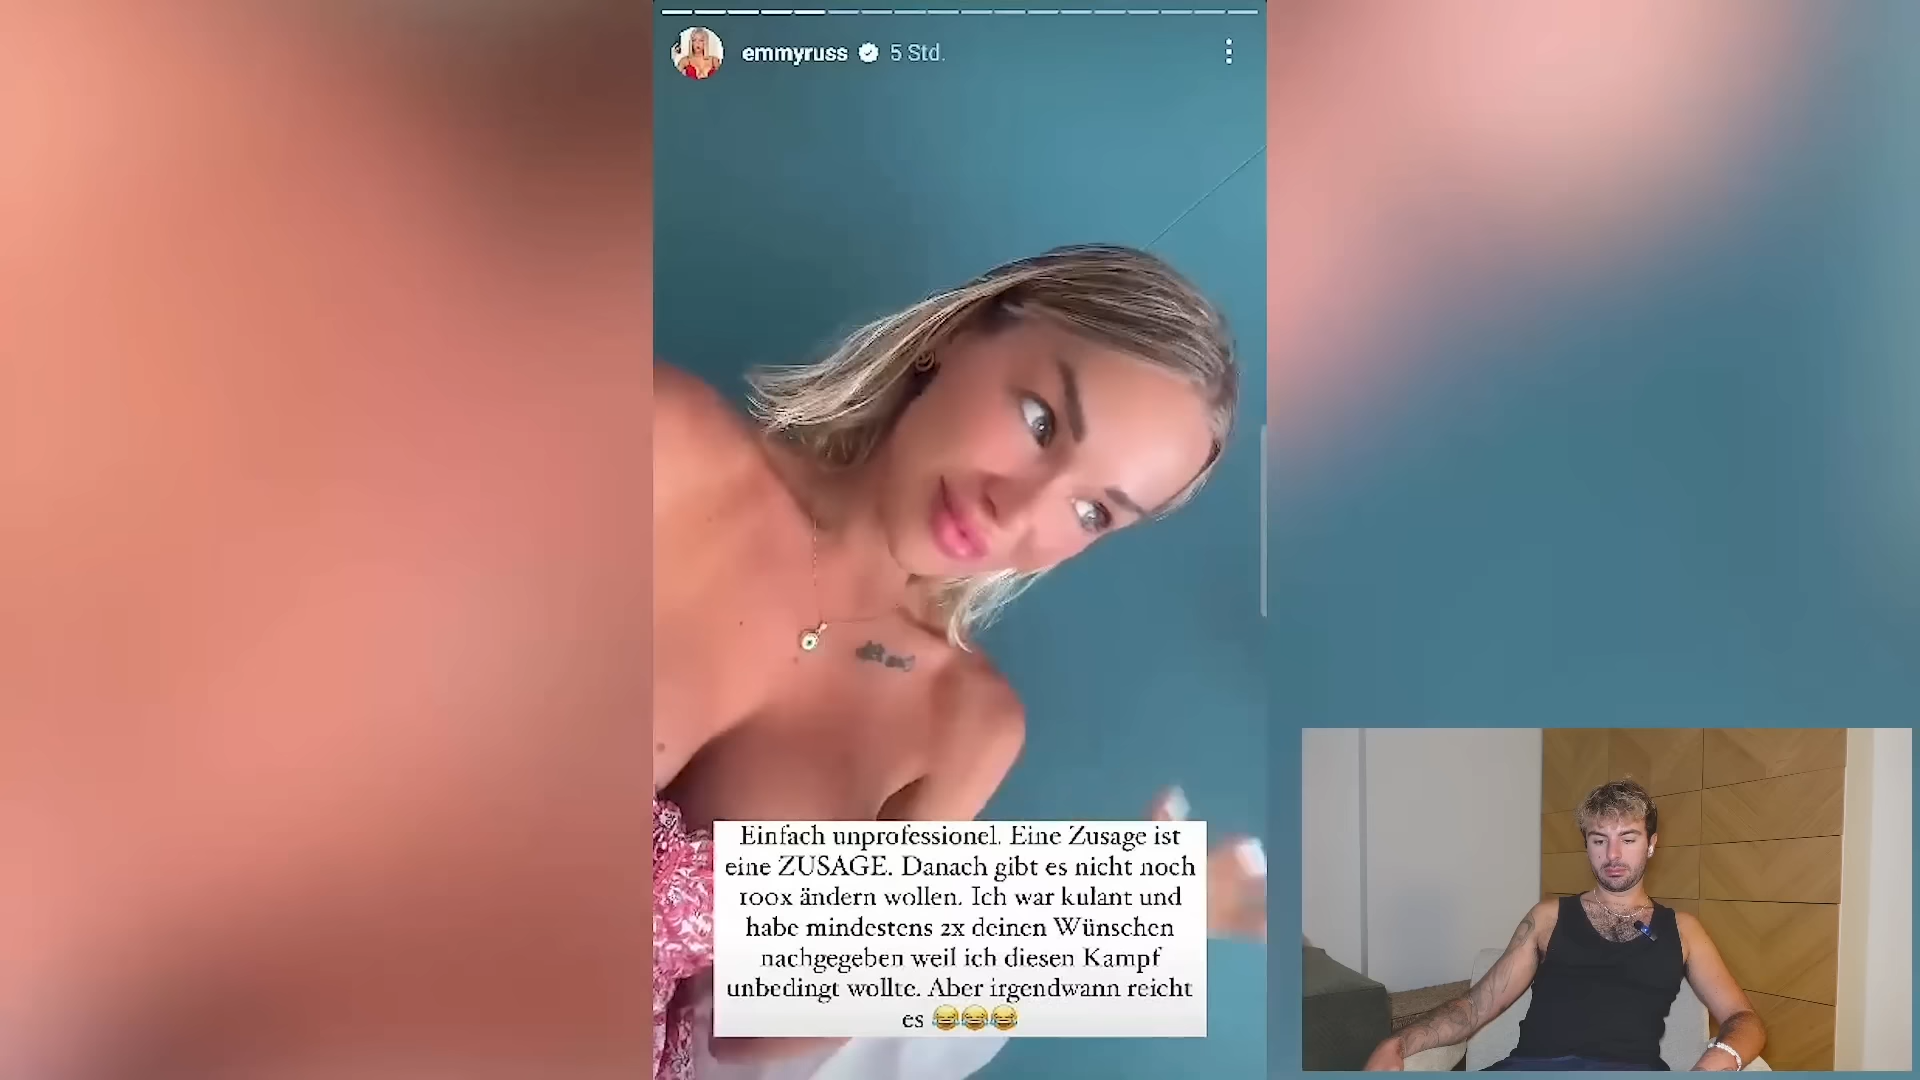 emmyruss 5 Std.
Einfach unprofessionel. Eine Zusage ist
eine ZUSAGE. Danach gibt es nicht noch
100x ändern wollen. Ich war kulant und
habe mindestens 2x deinen Wünschen
nachgegeben weil ich diesen Kampf
unbedingt wollte. Aber irgendwann reicht
es 😂😂😂